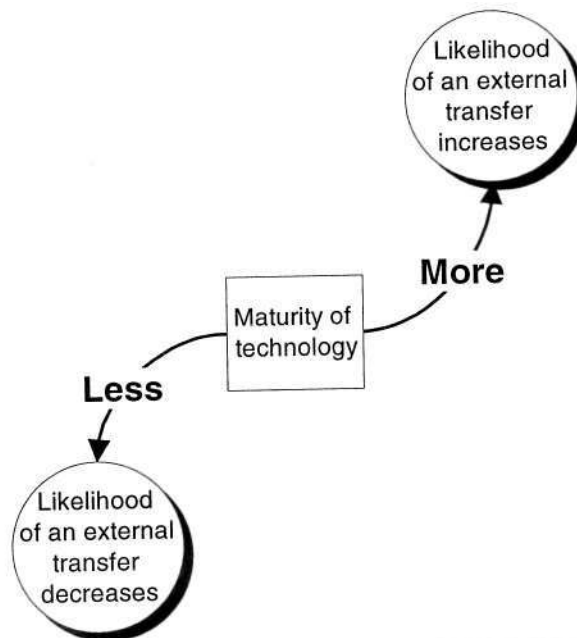 Likelihood
of an external
transfer
increases
More
Maturity of
technology
Less
Likelihood
of an external
transfer
decreases